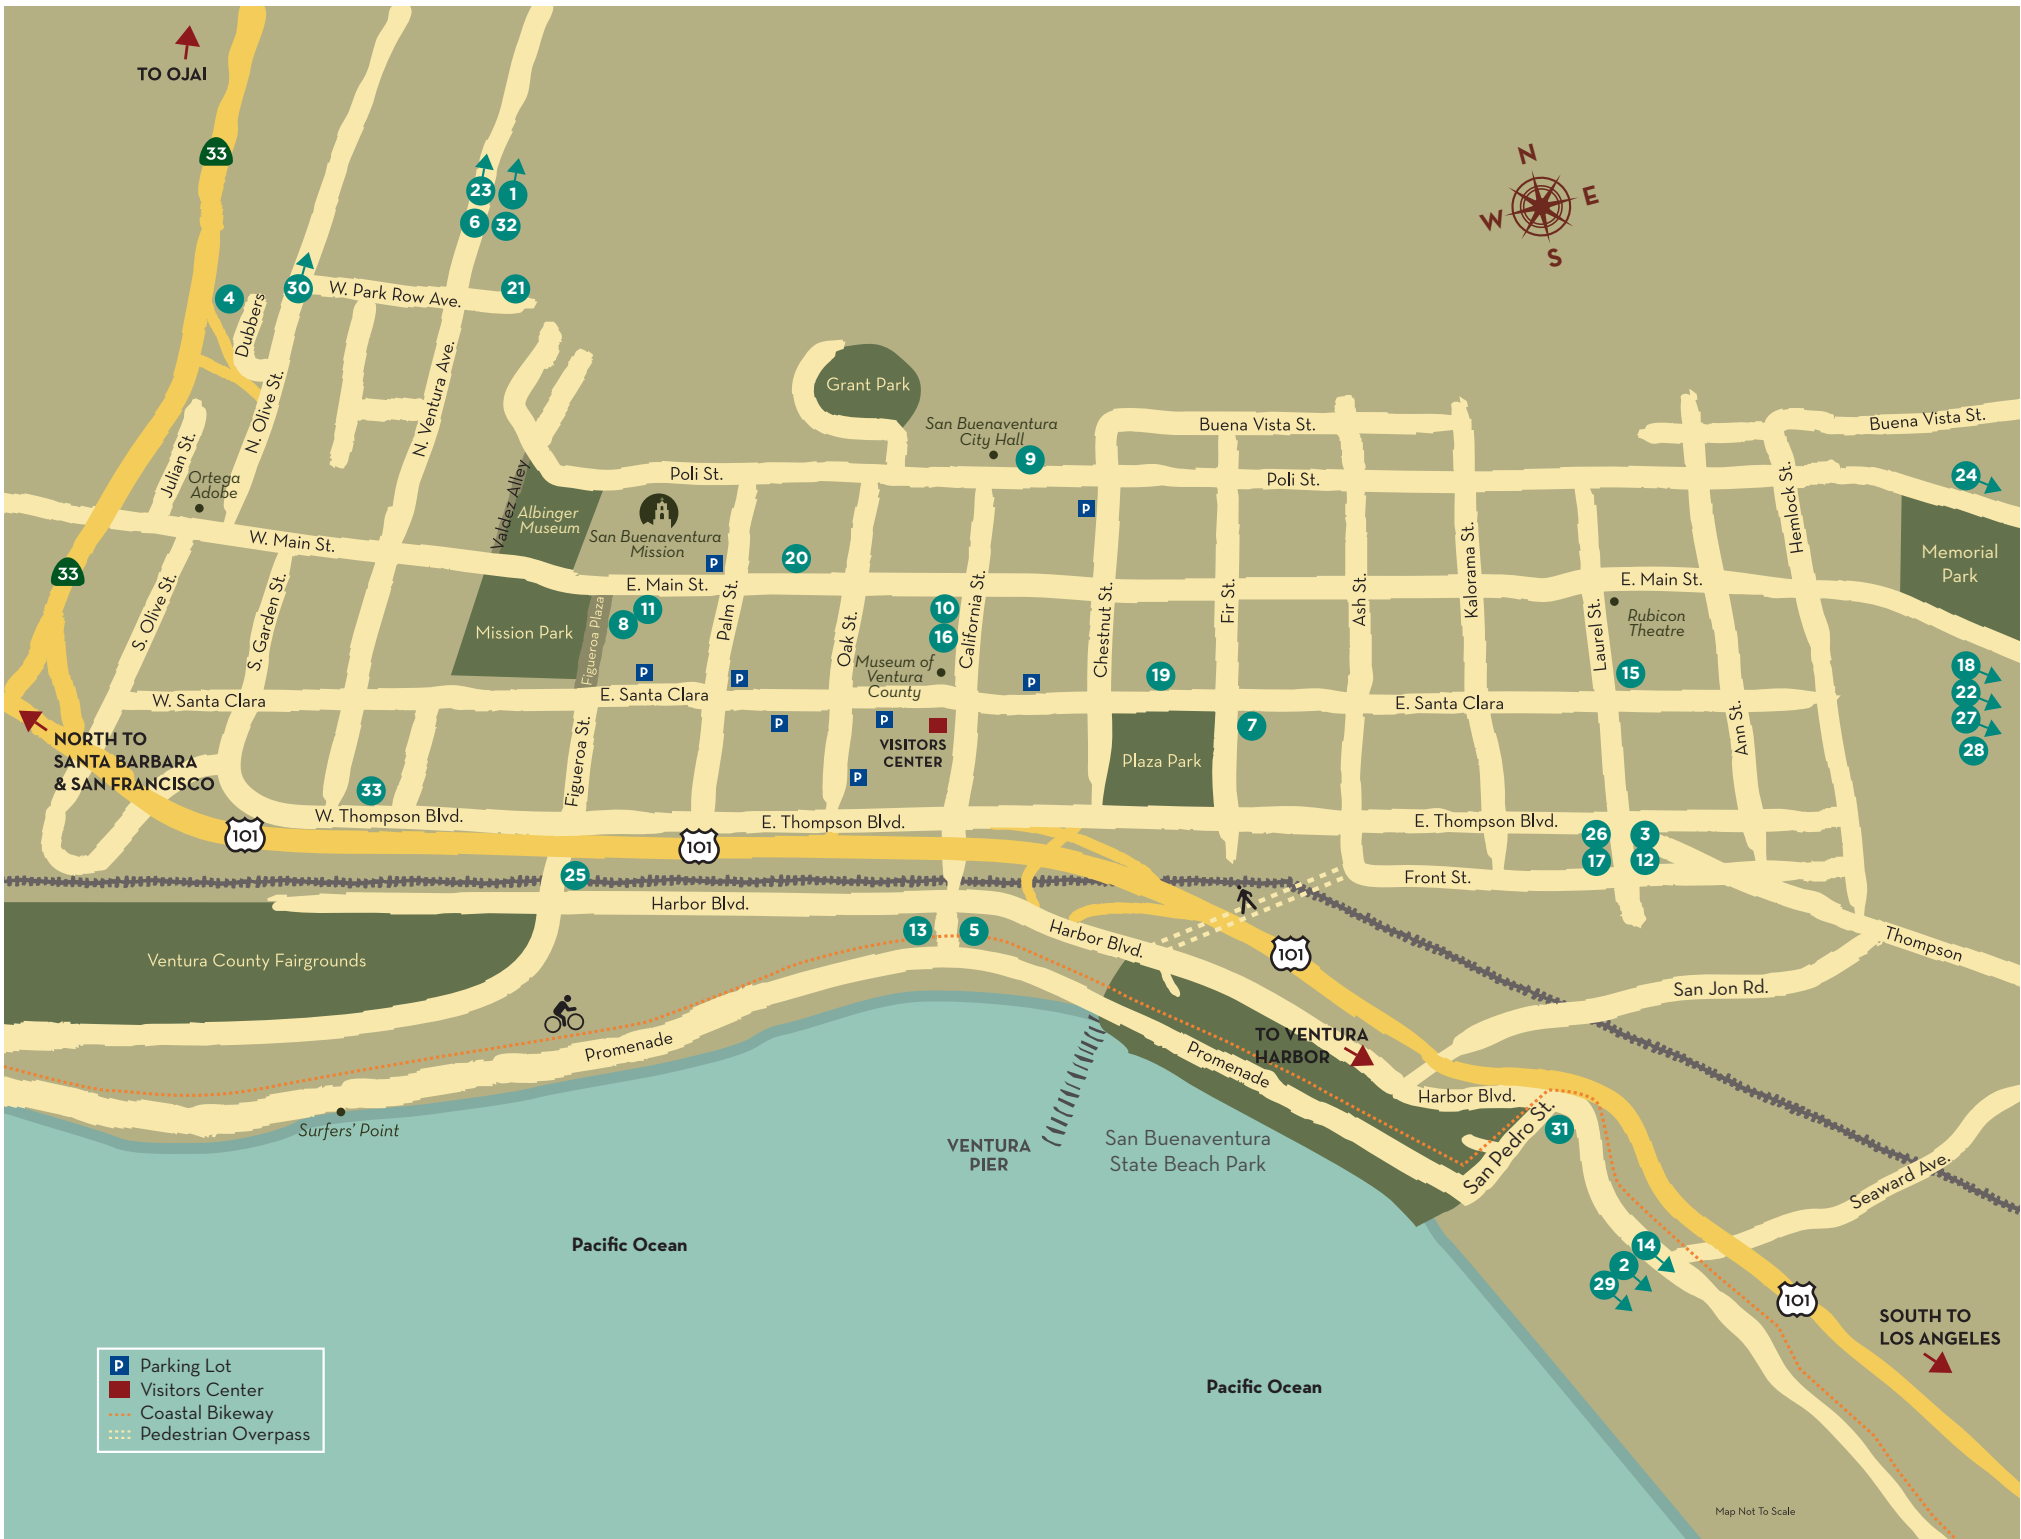 TO OJAI
33
N
W
E
S
23
1
6
32
4
30
W. Park Row Ave.
21
Dubbers
N. Olive St.
N. Ventura Ave.
Julian St.
Ortega
Adobe
Grant Park
San Buenaventura
City Hall
9
Buena Vista St.
Buena Vista St.
Poli St.
Poli St.
24
Valdez Alley
Albinger
Museum
San Buenaventura
Mission
P
Hemlock St.
Memorial
Park
W. Main St.
33
P
20
E. Main St.
E. Main St.
S. Olive St.
S. Garden St.
Mission Park
Figueroa Plaza
11
8
Palm St.
Oak St.
10
16
California St.
Chestnut St.
Fir St.
Ash St.
Kalorama St.
Laurel St.
Rubicon
Theatre
Museum of
Ventura
County
P
P
P
19
15
18
22
27
28
W. Santa Clara
E. Santa Clara
E. Santa Clara
Ann St.
NORTH TO
SANTA BARBARA
& SAN FRANCISCO
Figueroa St.
P
P
VISITORS
CENTER
P
7
Plaza Park
33
W. Thompson Blvd.
E. Thompson Blvd.
E. Thompson Blvd.
101
101
26
3
17
12
25
Front St.
Harbor Blvd.
13
5
Harbor Blvd.
101
Thompson
Ventura County Fairgrounds
San Jon Rd.
Promenade
TO VENTURA
HARBOR
Promenade
Harbor Blvd.
Surfers' Point
VENTURA
PIER
San Buenaventura
State Beach Park
San Pedro St.
31
Seaward Ave.
Pacific Ocean
14
2
29
101
SOUTH TO
LOS ANGELES
Pacific Ocean
P Parking Lot
Visitors Center
Coastal Bikeway
Pedestrian Overpass
Map Not To Scale